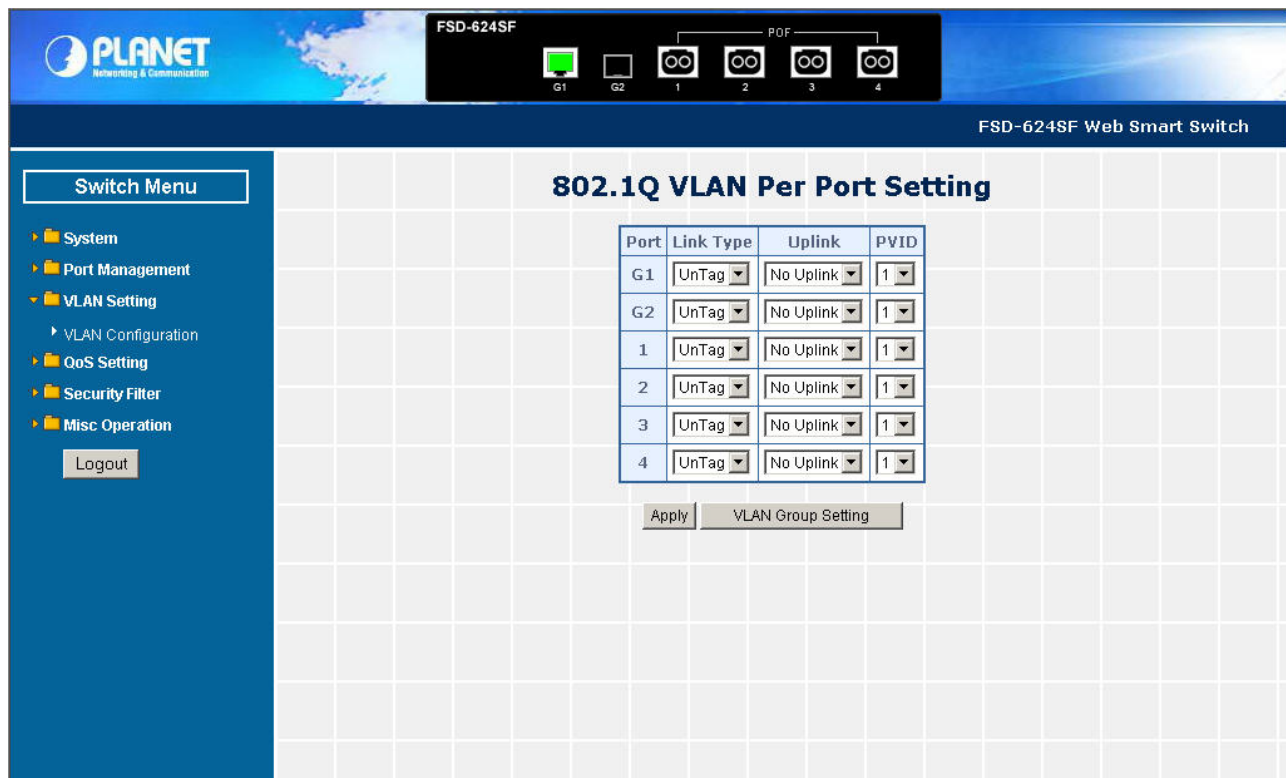 PLANET
Networking & Communication
FSD-624SF
POF
G1 G2 1 2 3 4
FSD-624SF Web Smart Switch
Switch Menu
System
Port Management
VLAN Setting
VLAN Configuration
QoS Setting
Security Filter
Misc Operation
Logout
802.1Q VLAN Per Port Setting
Port Link Type Uplink PVID
G1 UnTag No Uplink 1
G2 UnTag No Uplink 1
1 UnTag No Uplink 1
2 UnTag No Uplink 1
3 UnTag No Uplink 1
4 UnTag No Uplink 1
Apply VLAN Group Setting